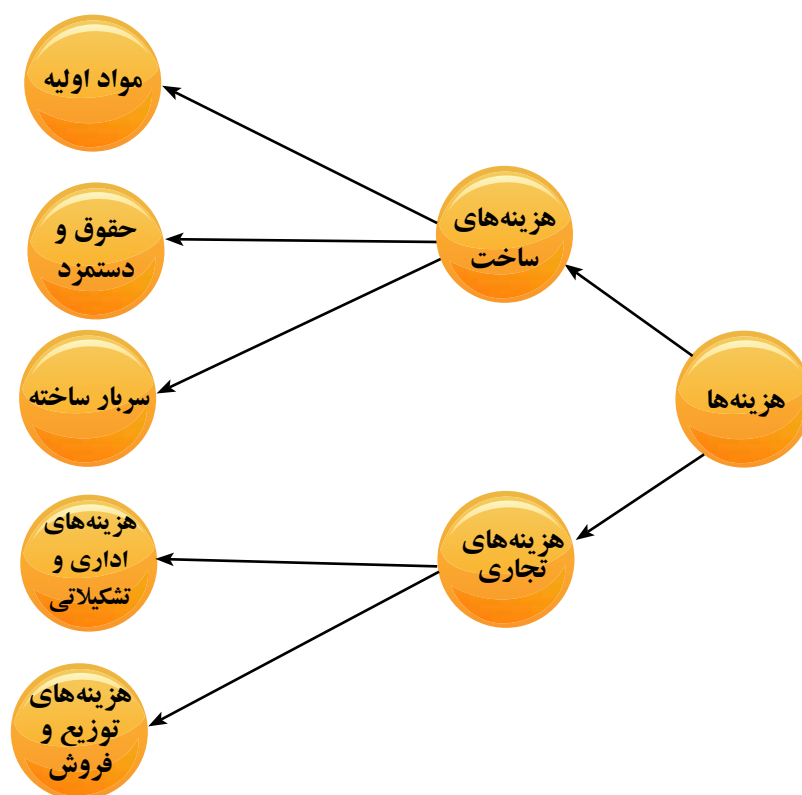 هزینه‌ها
هزینه‌های
ساخت
مواد اولیه
حقوق و
دستمزد
سربار ساخته
هزینه‌های
تجاری
هزینه‌های
اداری و
تشکیلاتی
هزینه‌های
توزیع و
فروش